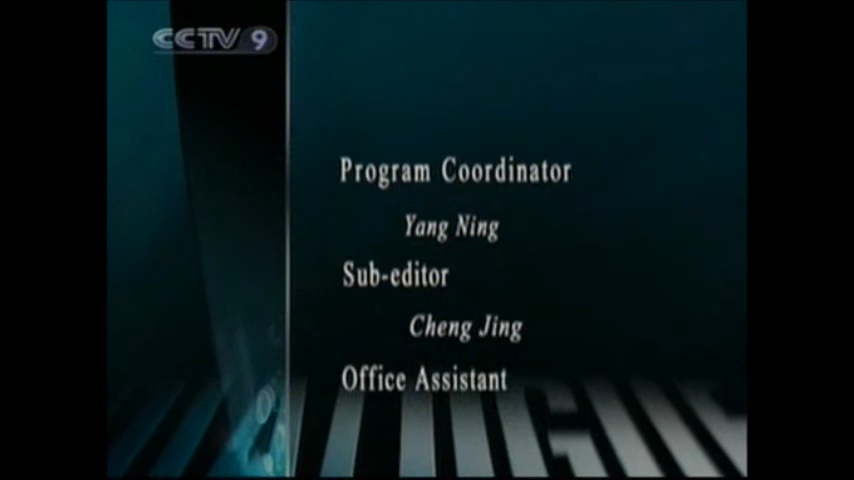 CCTV 9
Program Coordinator
Yang Ning
Sub-editor
Cheng Jing
Office Assistant